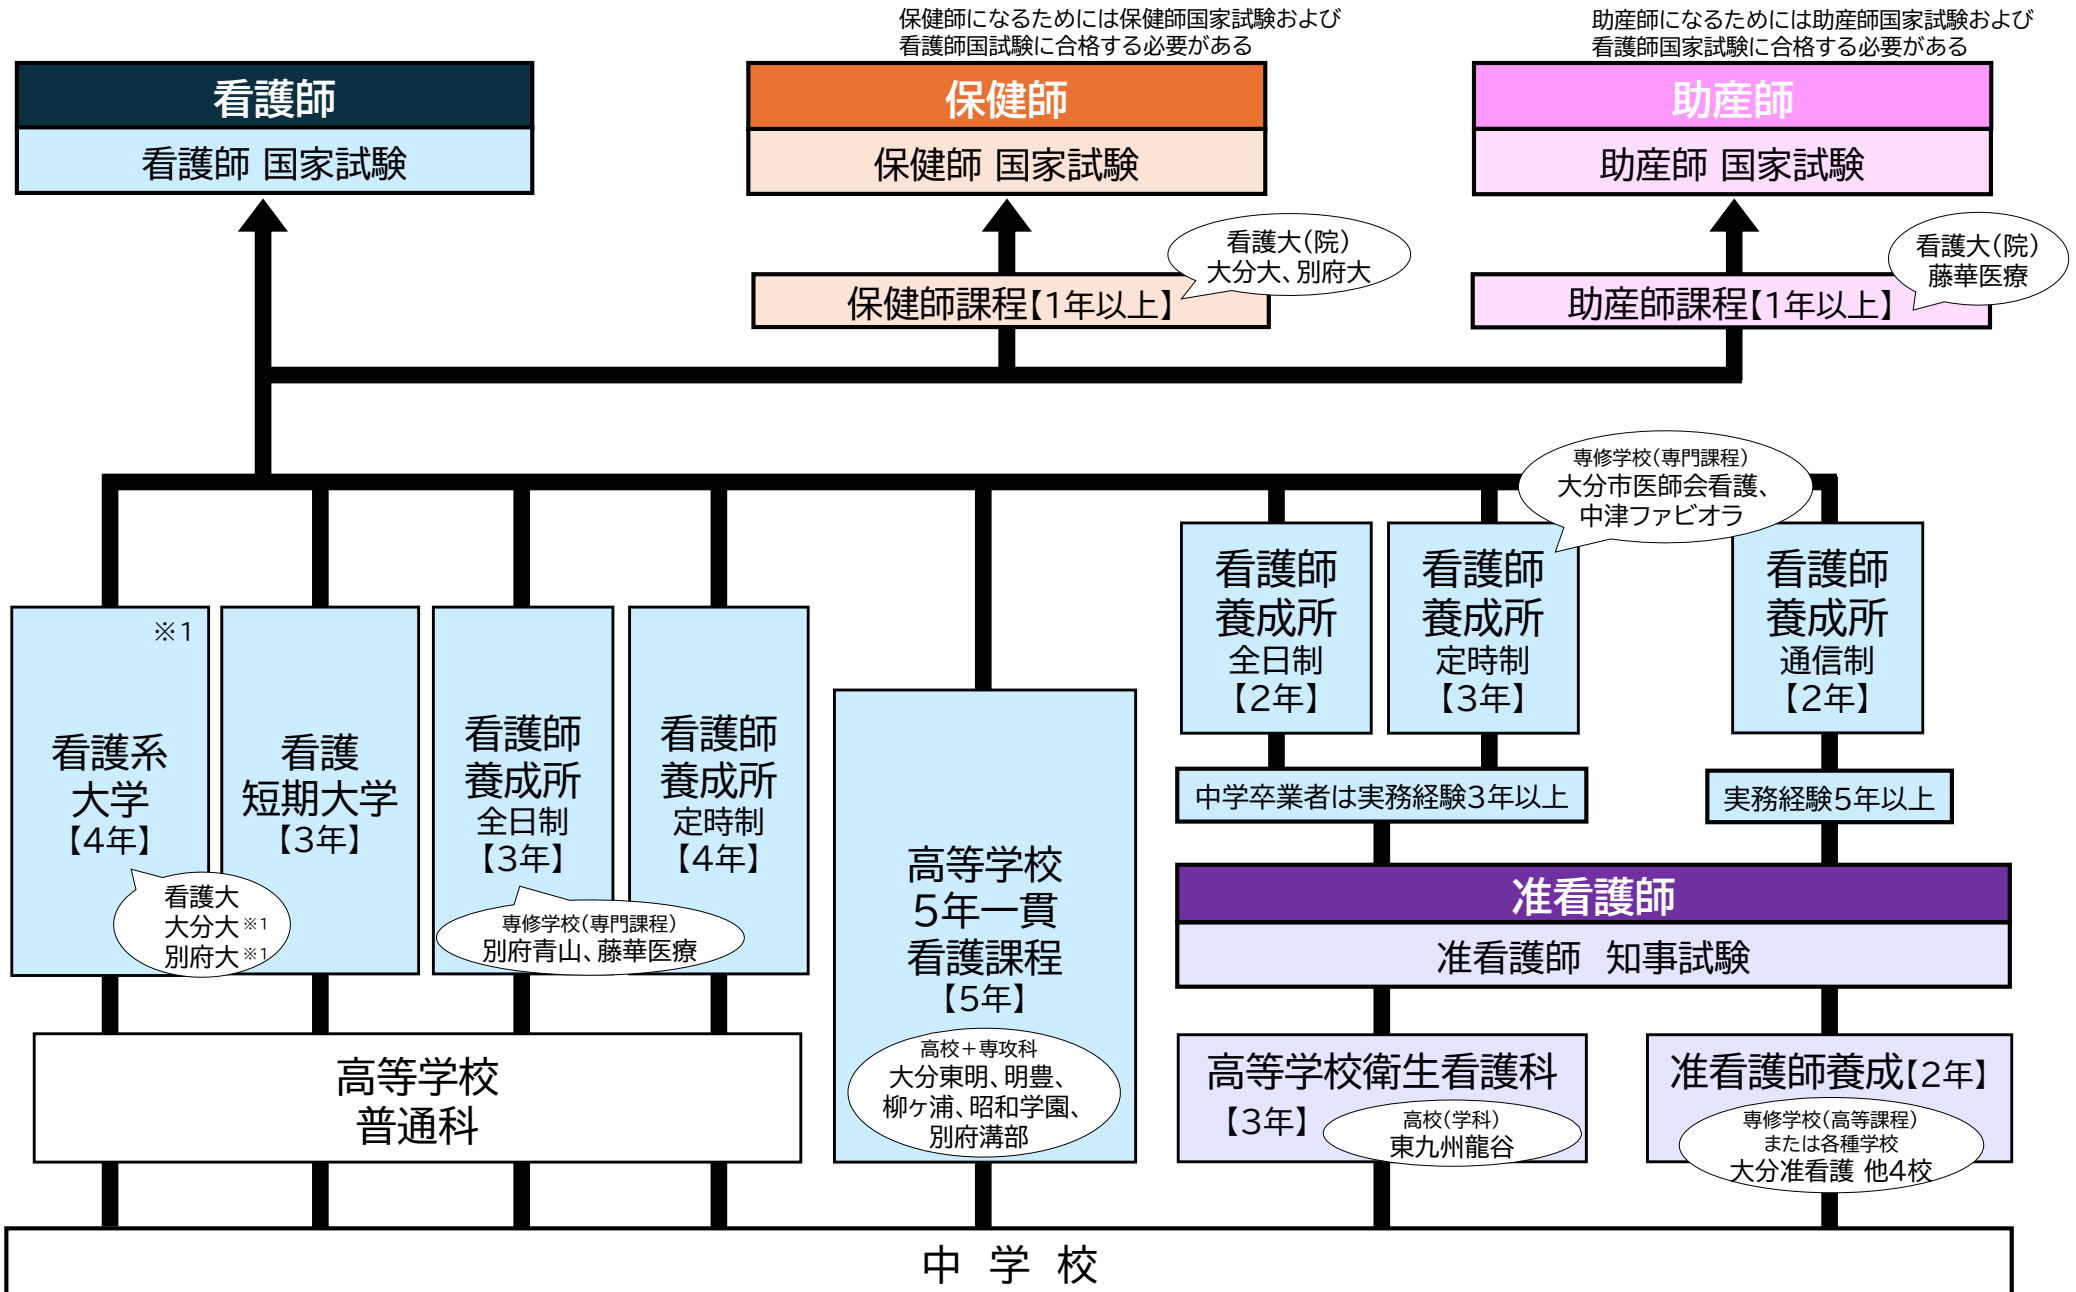 保健師になるためには保健師国家試験および
看護師国試験に合格する必要がある
助産師になるためには助産師国家試験および
看護師国家試験に合格する必要がある
看護師
看護師 国家試験
保健師
保健師 国家試験
助産師
助産師 国家試験
看護大(院)
大分大、別府大
保健師課程【1年以上】
看護大(院)
藤華医療
助産師課程【1年以上】
専修学校(専門課程)
大分市医師会看護、
中津ファビオラ
看護師
養成所
全日制
【2年】
看護師
養成所
定時制
【3年】
看護師
養成所
通信制
【2年】
※1
看護系
大学
【4年】
看護大
大分大※1
別府大※1
看護
短期大学
【3年】
看護師
養成所
全日制
【3年】
看護師
養成所
定時制
【4年】
専修学校(専門課程)
別府青山、藤華医療
高等学校
5年一貫
看護課程
【5年】
高校+専攻科
大分東明、明豊、
柳ヶ浦、昭和学園、
別府溝部
中学卒業者は実務経験3年以上
実務経験5年以上
准看護師
准看護師 知事試験
高等学校
普通科
高等学校衛生看護科
【3年】
高校(学科)
東九州龍谷
准看護師養成【2年】
専修学校(高等課程)
または各種学校
大分准看護 他4校
中 学 校